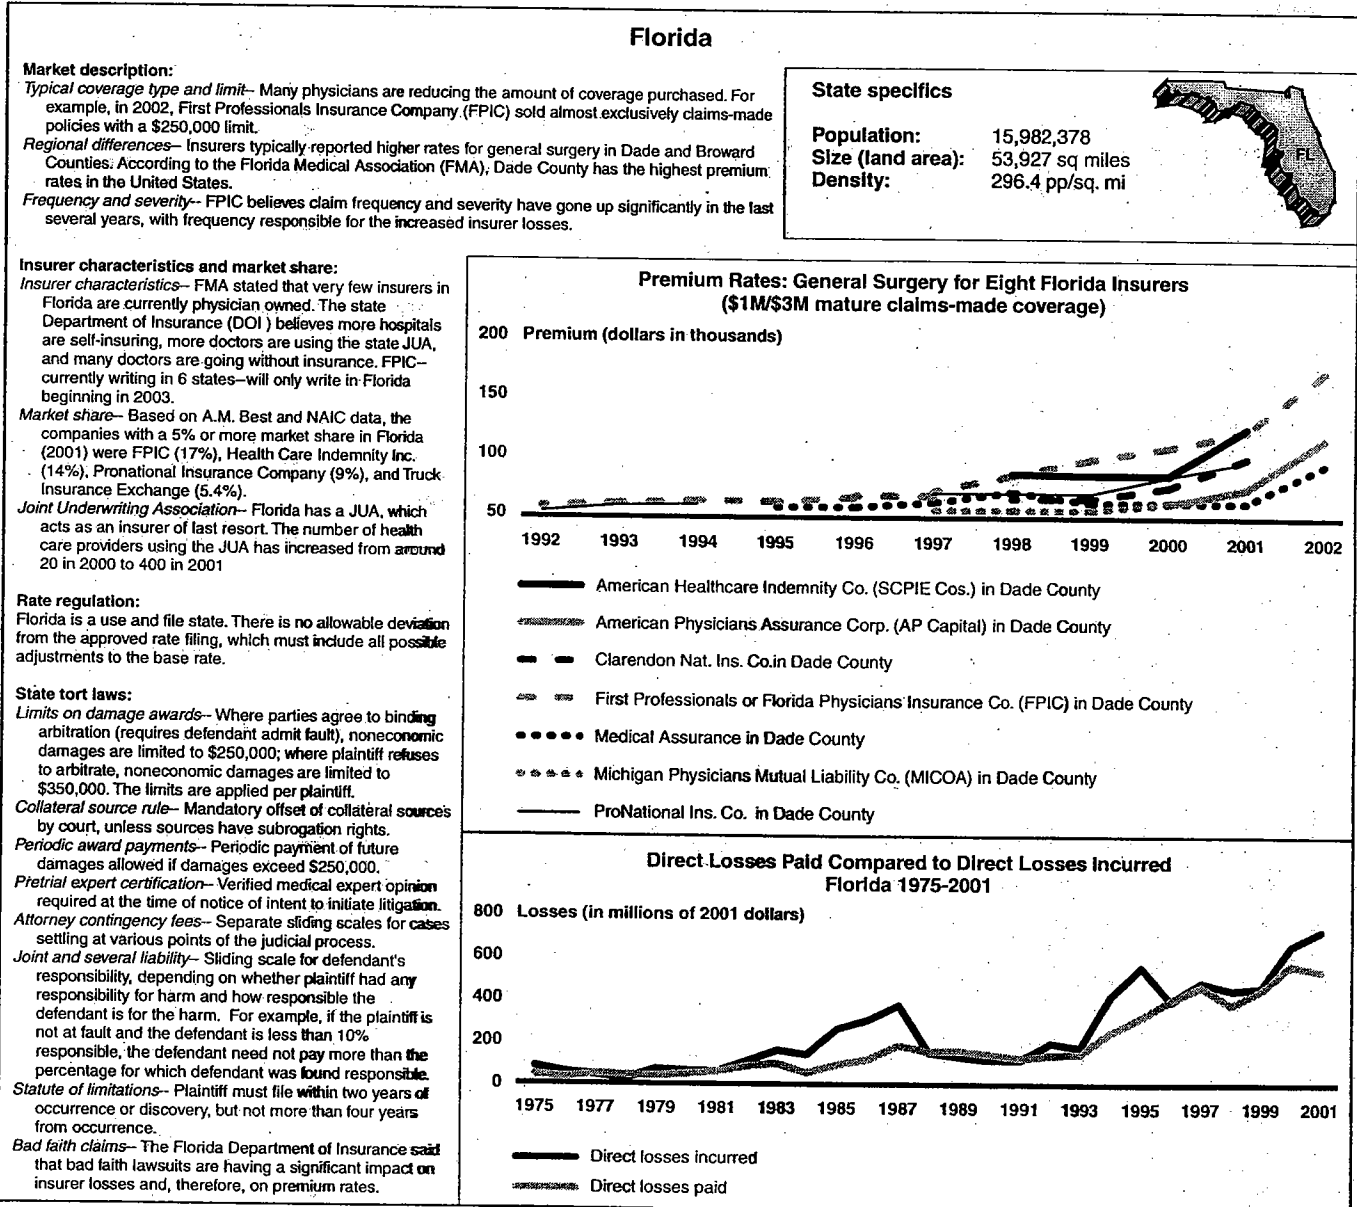 Florida
Market description:
Typical coverage type and limit-- Many physicians are reducing the amount of coverage purchased. For
example, in 2002, First Professionals Insurance Company (FPIC) sold almost exclusively claims-made
policies with a $250,000 limit.
Regional differences-- Insurers typically reported higher rates for general surgery in Dade and Broward
Counties. According to the Florida Medical Association (FMA), Dade County has the highest premium
rates in the United States.
Frequency and severity-- FPIC believes claim frequency and severity have gone up significantly in the last
several years, with frequency responsible for the increased insurer losses.
State specifics
Population: 15,982,378
Size (land area): 53,927 sq miles
Density: 296.4 pp/sq. mi
FL
Insurer characteristics and market share:
Insurer characteristics-- FMA stated that very few insurers in
Florida are currently physician owned. The state
Department of Insurance (DOI ) believes more hospitals
are self-insuring, more doctors are using the state JUA,
and many doctors are going without insurance. FPIC--
currently writing in 6 states--will only write in Florida
beginning in 2003.
Market share-- Based on A.M. Best and NAIC data, the
companies with a 5% or more market share in Florida
(2001) were FPIC (17%), Health Care Indemnity Inc.
(14%), Pronational Insurance Company (9%), and Truck
Insurance Exchange (5.4%).
Joint Underwriting Association-- Florida has a JUA, which
acts as an insurer of last resort. The number of health
care providers using the JUA has increased from around
20 in 2000 to 400 in 2001
Rate regulation:
Florida is a use and file state. There is no allowable deviation
from the approved rate filing, which must include all possible
adjustments to the base rate.
State tort laws:
Limits on damage awards-- Where parties agree to binding
arbitration (requires defendant admit fault), noneconomic
damages are limited to $250,000; where plaintiff refuses
to arbitrate, noneconomic damages are limited to
$350,000. The limits are applied per plaintiff.
Collateral source rule-- Mandatory offset of collateral sources
by court, unless sources have subrogation rights.
Periodic award payments-- Periodic payment of future
damages allowed if damages exceed $250,000.
Pretrial expert certification-- Verified medical expert opinion
required at the time of notice of intent to initiate litigation.
Attorney contingency fees-- Separate sliding scales for cases
settling at various points of the judicial process.
Joint and several liability-- Sliding scale for defendant's
responsibility, depending on whether plaintiff had any
responsibility for harm and how responsible the
defendant is for the harm. For example, if the plaintiff is
not at fault and the defendant is less than 10%
responsible, the defendant need not pay more than the
percentage for which defendant was found responsible.
Statute of limitations-- Plaintiff must file within two years of
occurrence or discovery, but not more than four years
from occurrence.
Bad faith claims-- The Florida Department of Insurance said
that bad faith lawsuits are having a significant impact on
insurer losses and, therefore, on premium rates.
Premium Rates: General Surgery for Eight Florida Insurers
($1M/$3M mature claims-made coverage)
200 Premium (dollars in thousands)
150
100
50
1992 1993 1994 1995 1996 1997 1998 1999 2000 2001 2002
American Healthcare Indemnity Co. (SCPIE Cos.) in Dade County
American Physicians Assurance Corp. (AP Capital) in Dade County
Clarendon Nat. Ins. Co.in Dade County
First Professionals or Florida Physicians Insurance Co. (FPIC) in Dade County
Medical Assurance in Dade County
Michigan Physicians Mutual Liability Co. (MICOA) in Dade County
ProNational Ins. Co. in Dade County
Direct Losses Paid Compared to Direct Losses Incurred
Florida 1975-2001
800 Losses (in millions of 2001 dollars)
600
400
200
0
1975 1977 1979 1981 1983 1985 1987 1989 1991 1993 1995 1997 1999 2001
Direct losses incurred
Direct losses paid